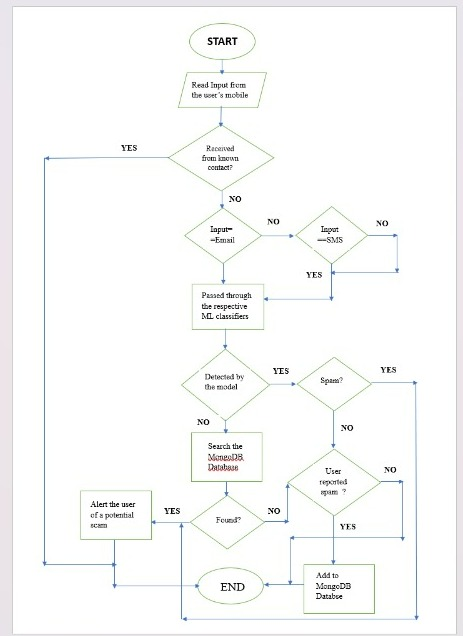 START
Read Input from
the user's mobile
YES
Received
from known
contact?
NO
Input=
=Email
NO
Input
==SMS
NO
YES
Passed through
the respective
ML classifiers
Detected by
the model
YES
Spam?
YES
NO
NO
Search the
MongoDB
Database
User
reported
spam ?
NO
Alert the user
of a potential
scam
YES
Found?
NO
YES
END
Add to
MongoDB
Databse